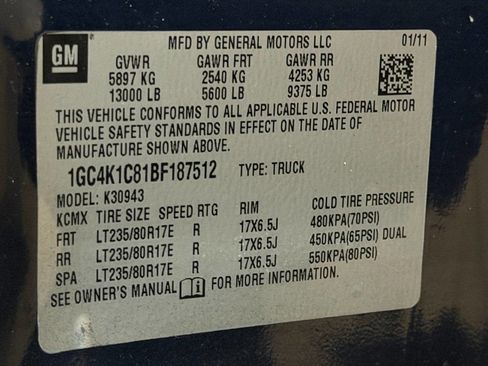 GM
MFD BY GENERAL MOTORS LLC 01/11
GVWR GAWR FRT GAWR RR
5897 KG 2540 KG 4253 KG
13000 LB 5600 LB 9375 LB
THIS VEHICLE CONFORMS TO ALL APPLICABLE U.S. FEDERAL MOTOR
VEHICLE SAFETY STANDARDS IN EFFECT ON THE DATE OF
MANUFACTURE SHOWN ABOVE.
1GC4K1C81BF187512 TYPE: TRUCK
MODEL: K30943
KCMX TIRE SIZE SPEED RTG RIM COLD TIRE PRESSURE
FRT LT235/80R17E R 17X6.5J 480KPA(70PSI)
RR LT235/80R17E R 17X6.5J 450KPA(65PSI) DUAL
SPA LT235/80R17E R 17X6.5J 550KPA(80PSI)
SEE OWNER'S MANUAL FOR MORE INFORMATION.